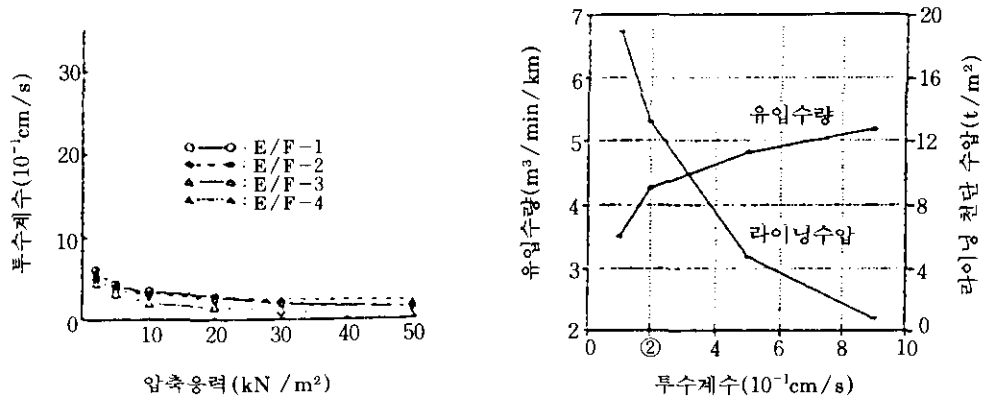 투수계수(10⁻¹cm/s)
30
20
10
0
E/F-1
E/F-2
E/F-3
E/F-4
10
20
30
40
50
압축응력(kN/m²)
유입수량(m³/min/km)
7
6
5
4
3
2
유입수량
라이닝수압
20
16
12
8
4
0
라이닝천단수압(t/m²)
0
②
4
6
8
10
투수계수(10⁻¹cm/s)